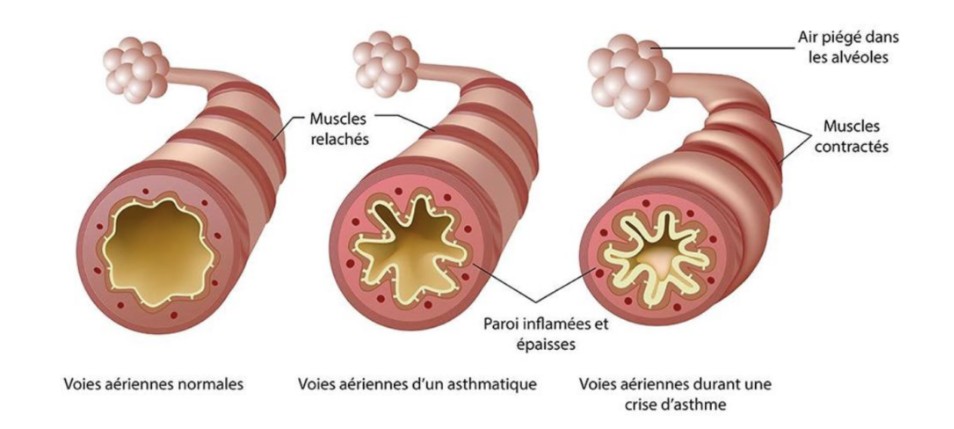 Air piégé dans
les alvéoles
Muscles
relachés
Muscles
contractés
Paroi inflamées et
épaisses
Voies aériennes normales
Voies aériennes d'un asthmatique
Voies aériennes durant une
crise d'asthme